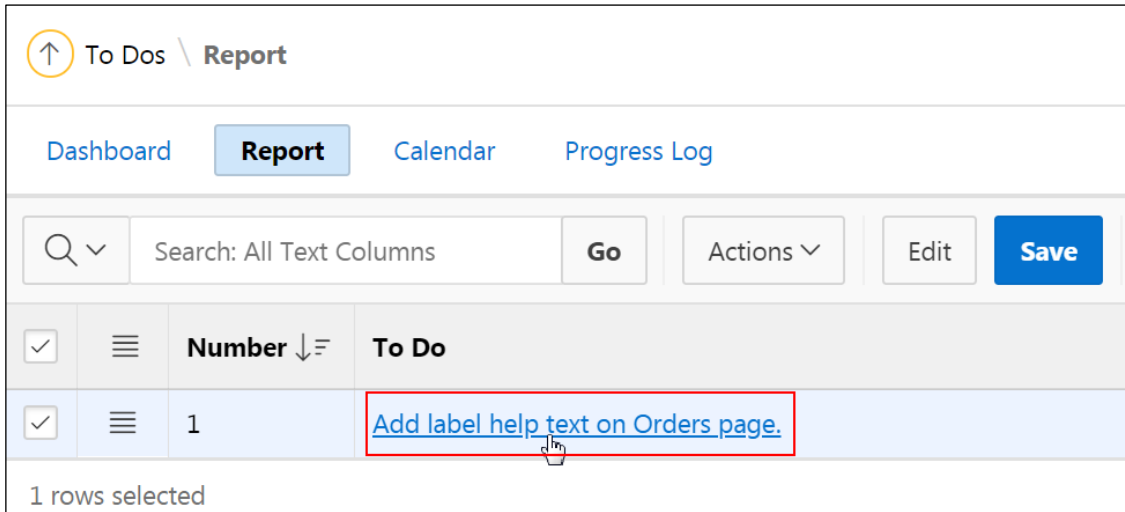 To Dos \ Report
Dashboard Report Calendar Progress Log
Search: All Text Columns Go Actions Edit Save
Number To Do
1 Add label help text on Orders page.
1 rows selected